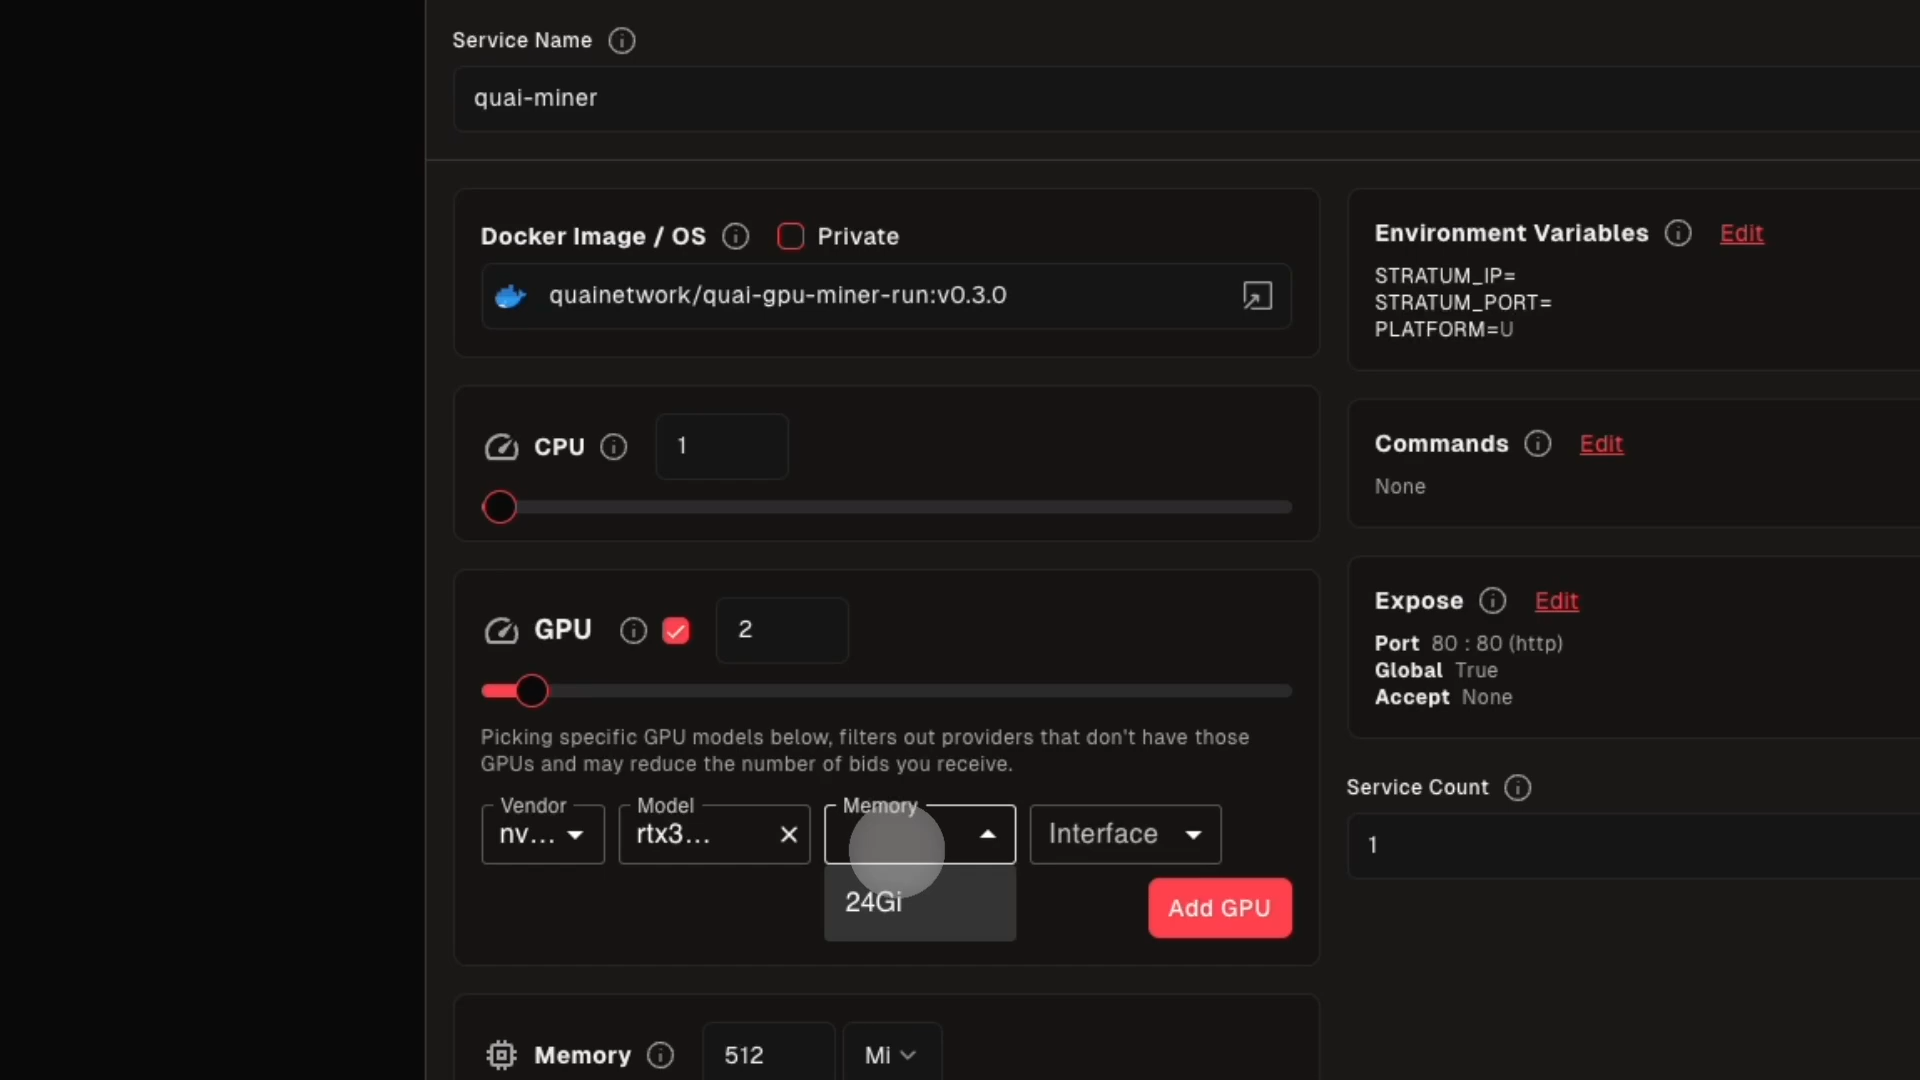 Service Name
quai-miner
Docker Image / OS Private
quainetwork/quai-gpu-miner-run:v0.3.0
CPU 1
GPU 2
Picking specific GPU models below, filters out providers that don't have those
GPUs and may reduce the number of bids you receive.
Vendor
nv...
Model
rtx3...
Memory
24Gi
Interface
Add GPU
Memory 512 Mi
Environment Variables Edit
STRATUM_IP=
STRATUM_PORT=
PLATFORM=U
Commands Edit
None
Expose Edit
Port 80 : 80 (http)
Global True
Accept None
Service Count
1